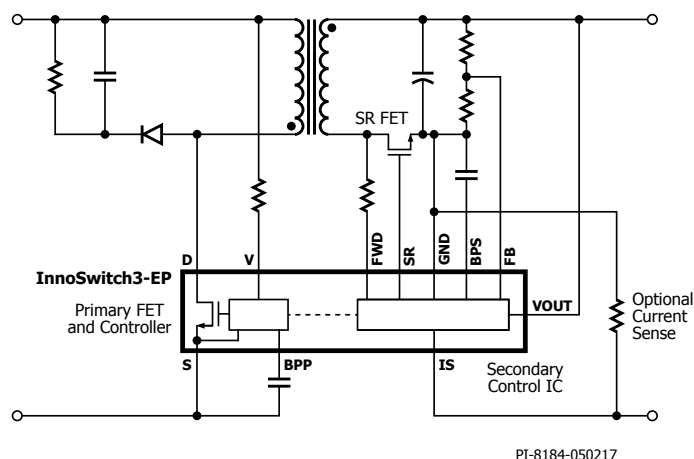 SR FET
FWD
SR
GND
BPS
FB
D
V
InnoSwitch3-EP
Primary FET
and Controller
VOUT
Optional
Current
Sense
S
BPP
IS
Secondary
Control IC
PI-8184-050217